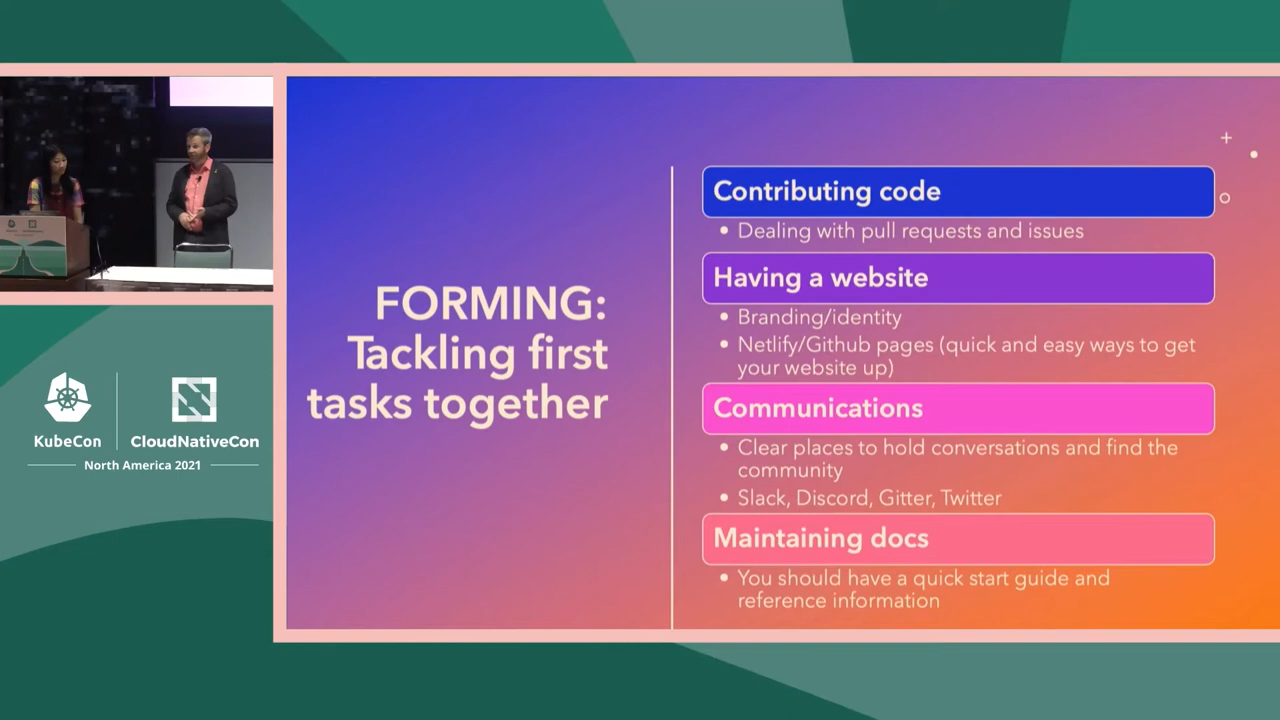 FORMING:
Tackling first
tasks together
Contributing code
• Dealing with pull requests and issues
Having a website
• Branding/identity
• Netlify/Github pages (quick and easy ways to get
your website up)
Communications
• Clear places to hold conversations and find the
community
• Slack, Discord, Gitter, Twitter
Maintaining docs
• You should have a quick start guide and
reference information
KubeCon
CloudNativeCon
North America 2021